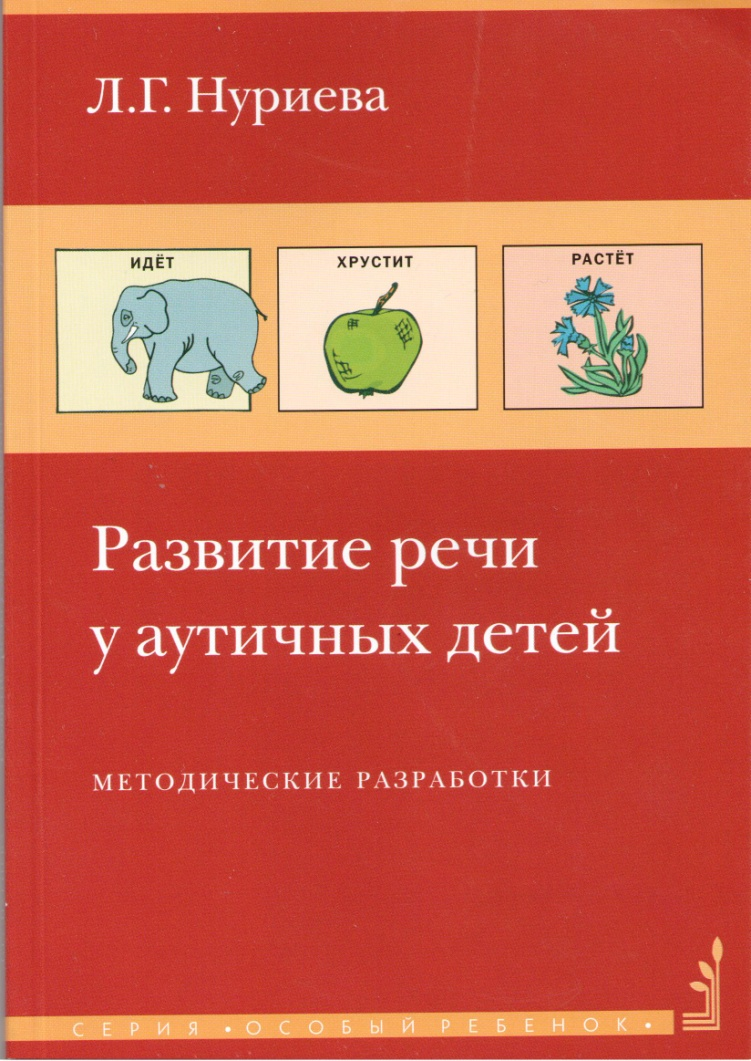 Л.Г. Нуриева
ИДЁТ
ХРУСТИТ
РАСТЁТ
Развитие речи
у аутичных детей
МЕТОДИЧЕСКИЕ РАЗРАБОТКИ
СЕРИЯ • ОСОБЫЙ РЕБЕНОК •